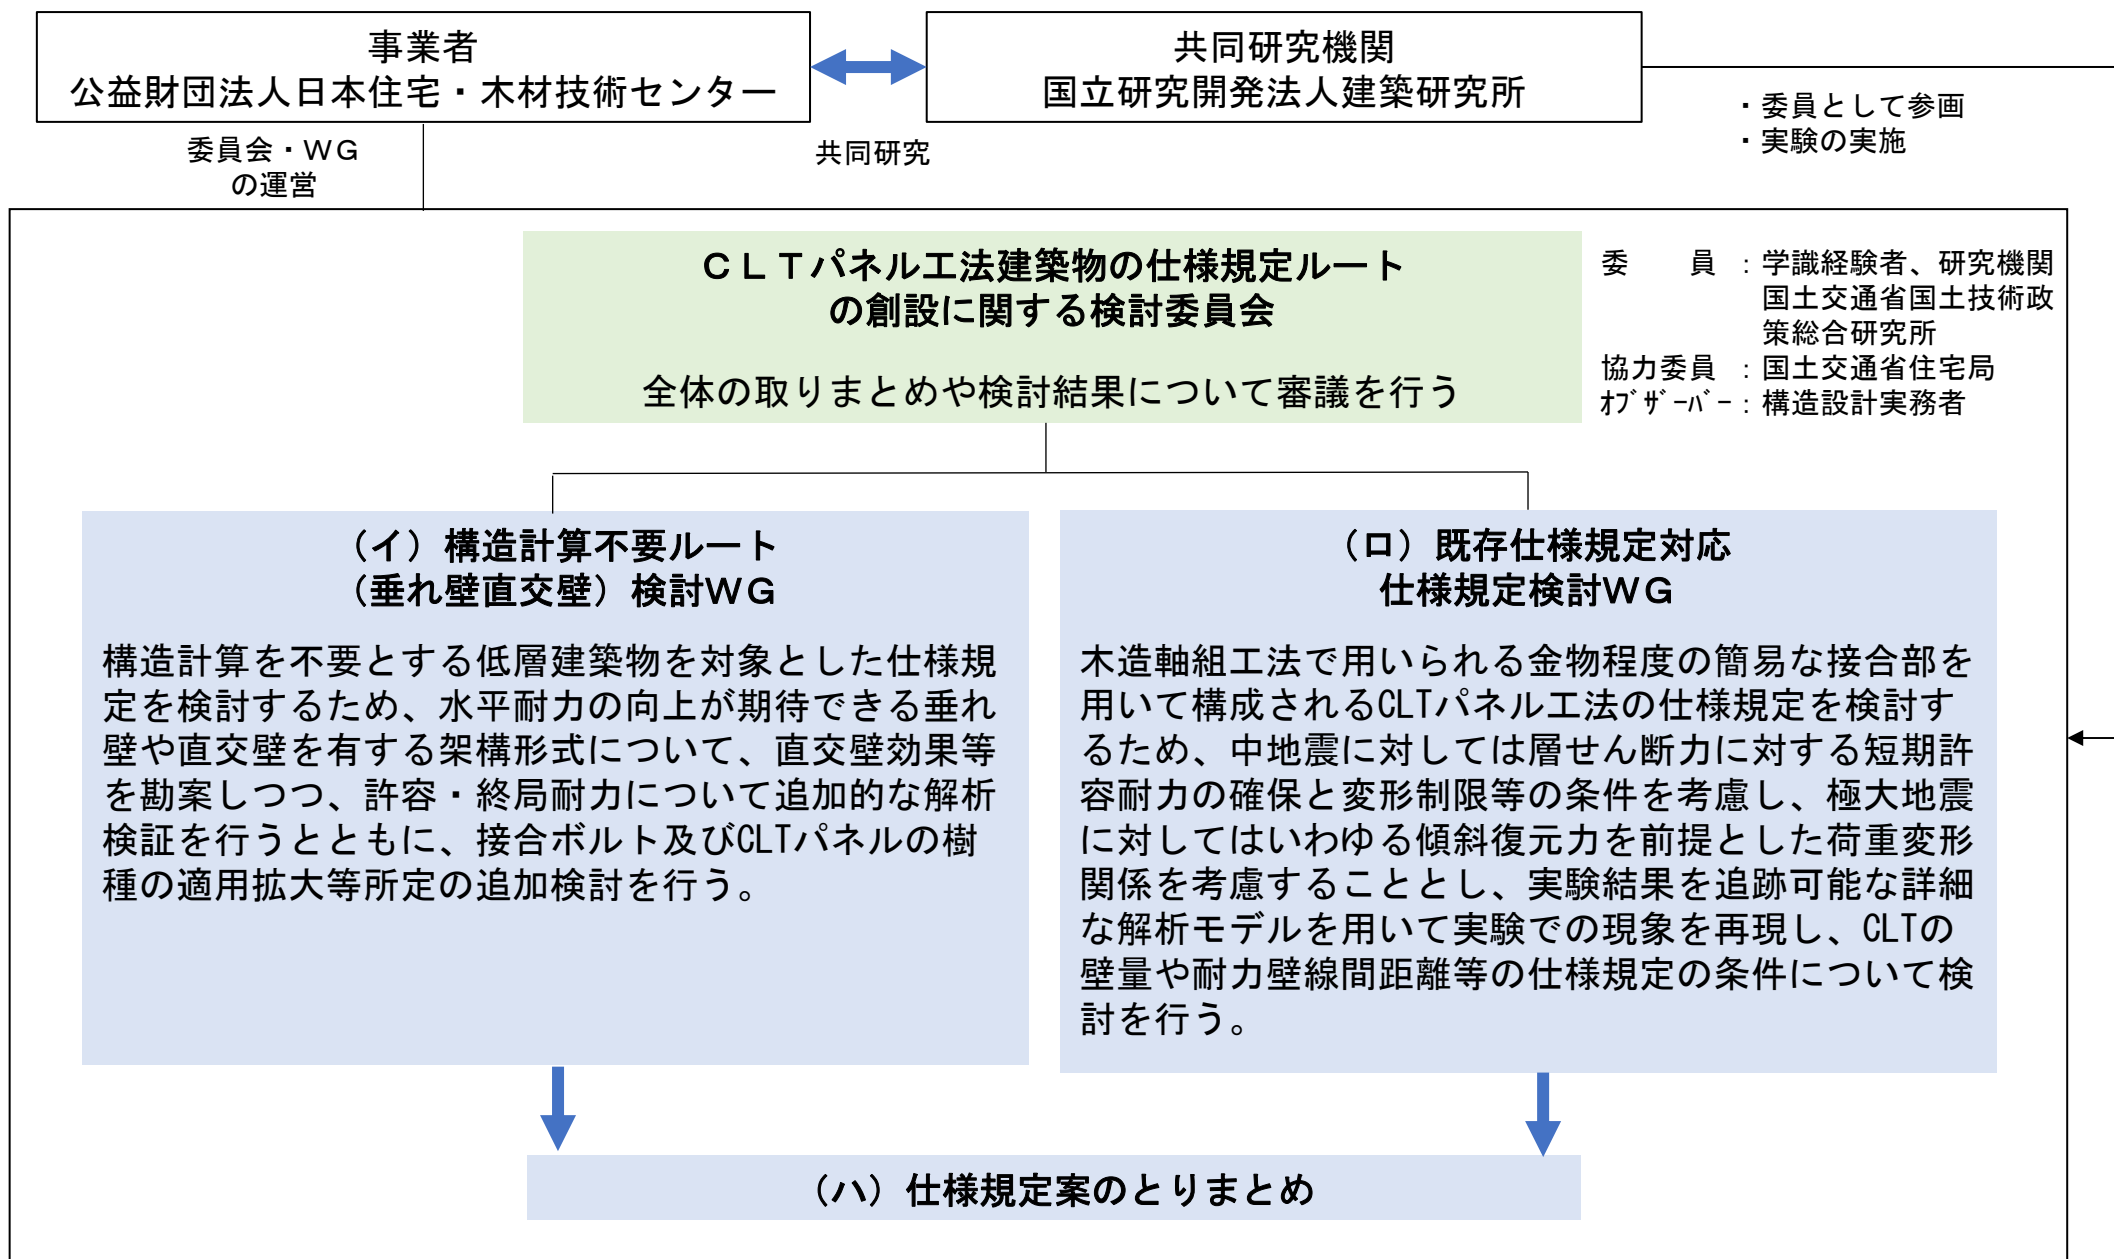 事業者
公益財団法人日本住宅・木材技術センター
共同研究機関
国立研究開発法人建築研究所
・委員として参画
・実験の実施
委員会・ＷＧ
の運営
共同研究
ＣＬＴパネル工法建築物の仕様規定ルート
の創設に関する検討委員会
全体の取りまとめや検討結果について審議を行う
委　　員　：学識経験者、研究機関
国土交通省国土技術政
策総合研究所
協力委員　：国土交通省住宅局
ｵﾌﾞｻﾞｰﾊﾞｰ：構造設計実務者
（イ）構造計算不要ルート
（垂れ壁直交壁）検討ＷＧ
構造計算を不要とする低層建築物を対象とした仕様規
定を検討するため、水平耐力の向上が期待できる垂れ
壁や直交壁を有する架構形式について、直交壁効果等
を勘案しつつ、許容・終局耐力について追加的な解析
検証を行うとともに、接合ボルト及びCLTパネルの樹
種の適用拡大等所定の追加検討を行う。
（ロ）既存仕様規定対応
仕様規定検討ＷＧ
木造軸組工法で用いられる金物程度の簡易な接合部を
用いて構成されるCLTパネル工法の仕様規定を検討す
るため、中地震に対しては層せん断力に対する短期許
容耐力の確保と変形制限等の条件を考慮し、極大地震
に対してはいわゆる傾斜復元力を前提とした荷重変形
関係を考慮することとし、実験結果を追跡可能な詳細
な解析モデルを用いて実験での現象を再現し、CLTの
壁量や耐力壁線間距離等の仕様規定の条件について検
討を行う。
（ハ）仕様規定案のとりまとめ